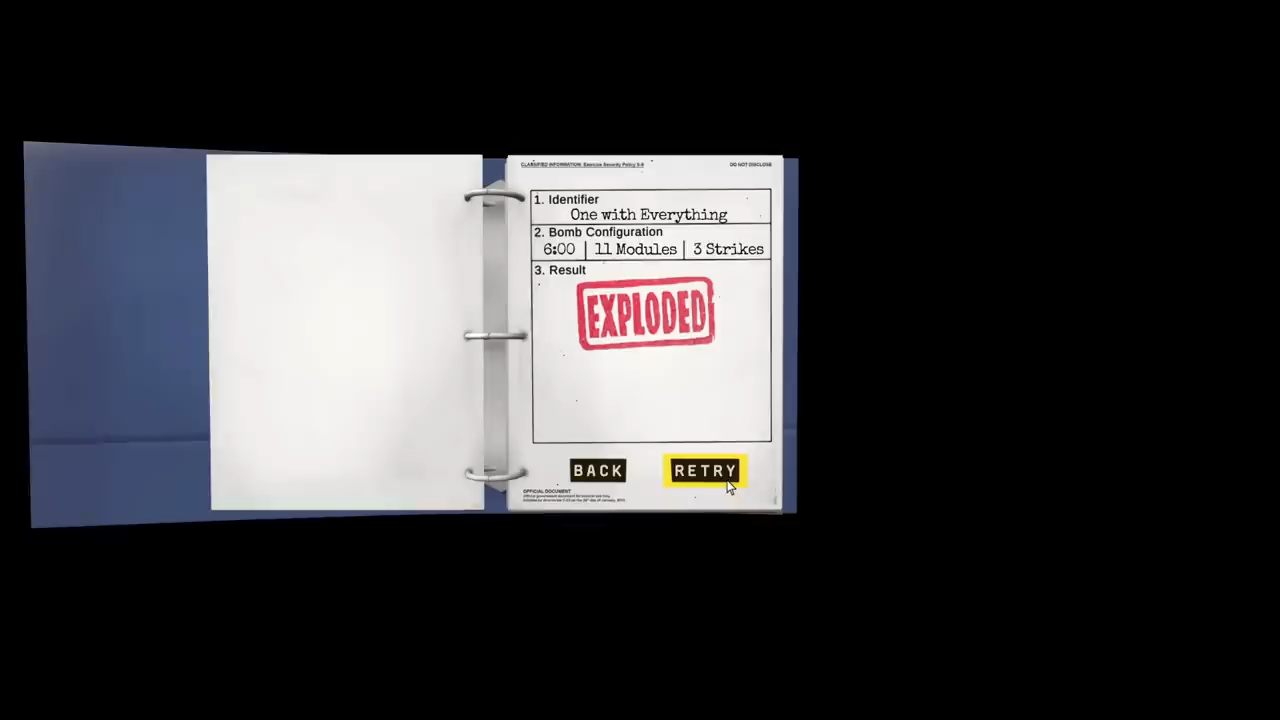 CLASSIFIED INFORMATION: Exercise Security Policy 5-8
DO NOT DISCLOSE
1. Identifier
One with Everything
2. Bomb Configuration
6:00 | 11 Modules | 3 Strikes
3. Result
EXPLODED
BACK
RETRY
OFFICIAL DOCUMENT